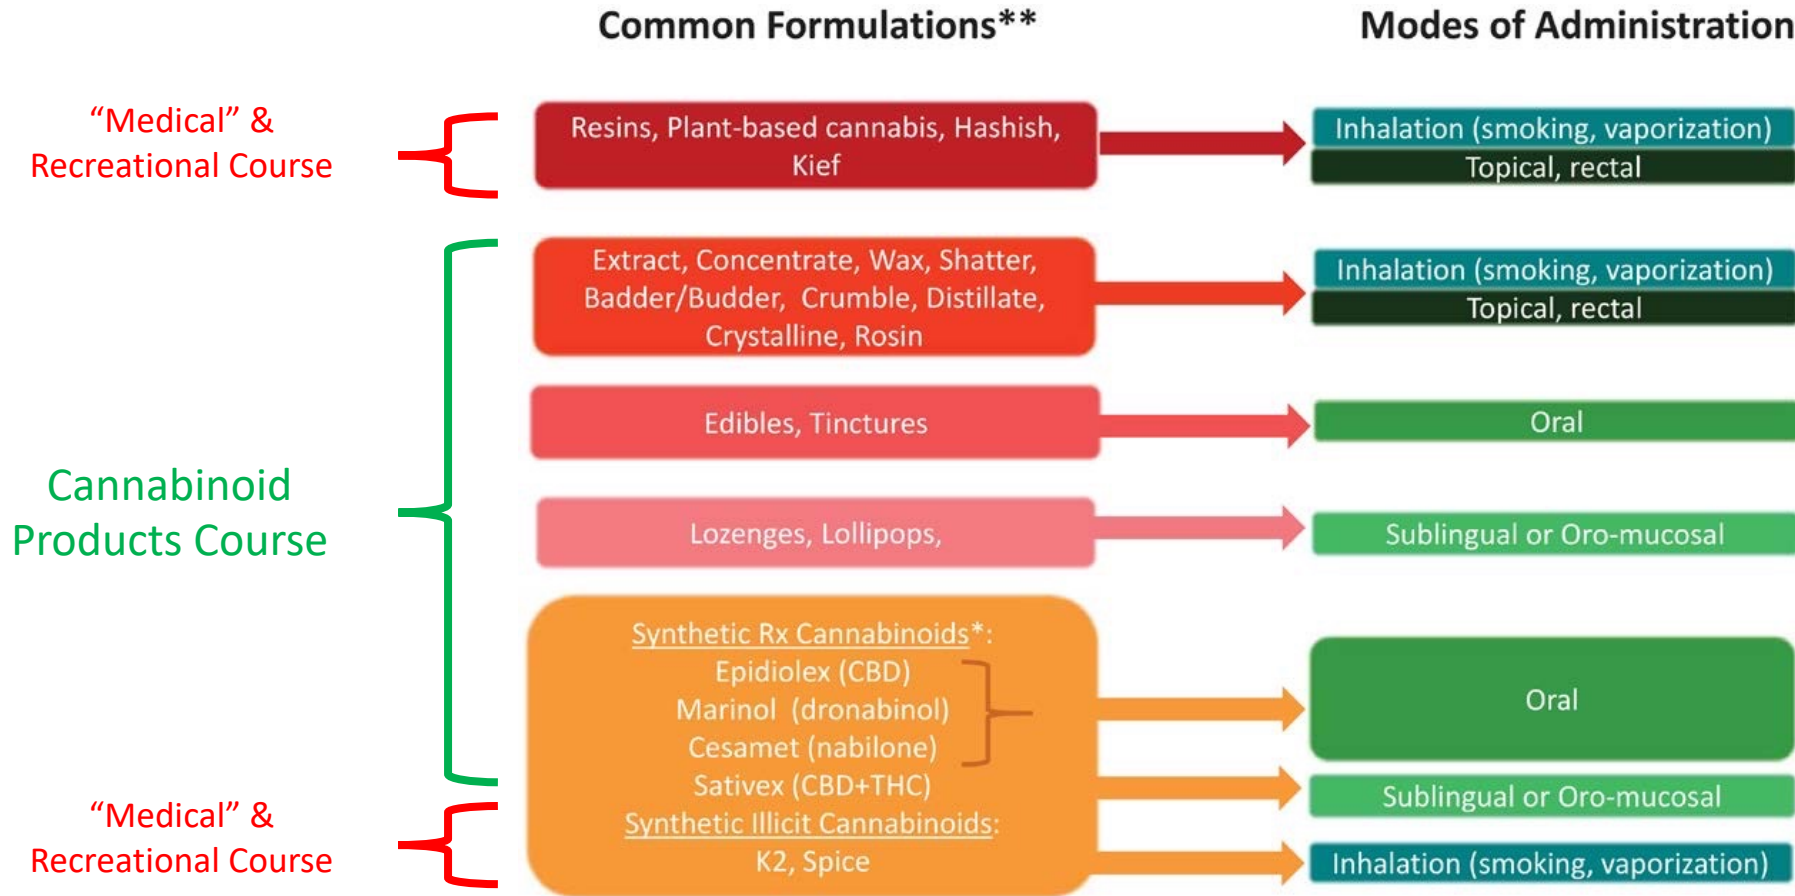 Common Formulations**
Modes of Administration
“Medical” &
Recreational Course
Resins, Plant-based cannabis, Hashish,
Kief
Inhalation (smoking, vaporization)
Topical, rectal
Cannabinoid
Products Course
Extract, Concentrate, Wax, Shatter,
Badder/Budder, Crumble, Distillate,
Crystalline, Rosin
Inhalation (smoking, vaporization)
Topical, rectal
Edibles, Tinctures
Oral
Lozenges, Lollipops,
Sublingual or Oro-mucosal
Synthetic Rx Cannabinoids*:
Epidiolex (CBD)
Marinol (dronabinol)
Cesamet (nabilone)
Oral
Sativex (CBD+THC)
Sublingual or Oro-mucosal
“Medical” &
Recreational Course
Synthetic Illicit Cannabinoids:
K2, Spice
Inhalation (smoking, vaporization)